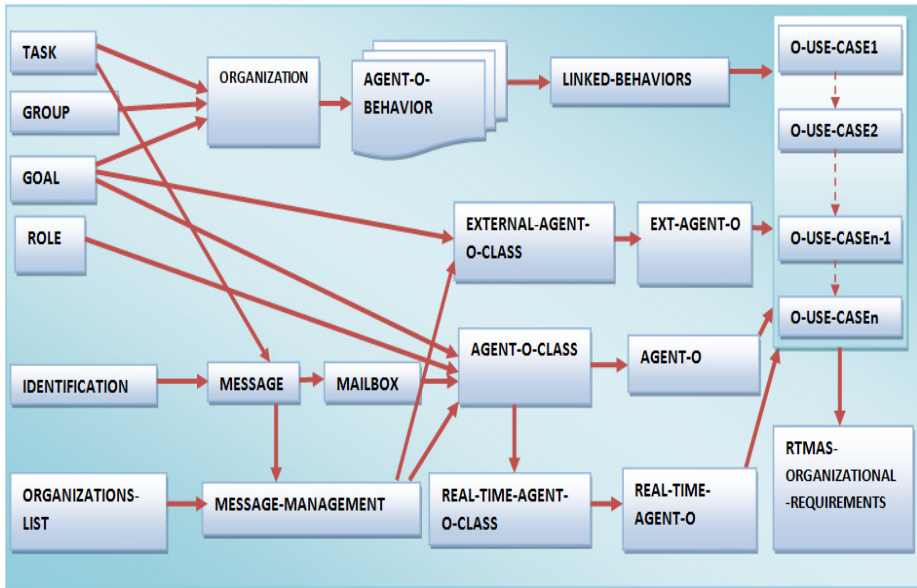 TASK
GROUP
GOAL
ROLE
IDENTIFICATION
ORGANIZATIONS-
LIST
ORGANIZATION
AGENT-O-
BEHAVIOR
LINKED-BEHAVIORS
EXTERNAL-AGENT-
O-CLASS
EXT-AGENT-O
MESSAGE
MAILBOX
AGENT-O-CLASS
AGENT-O
MESSAGE-MANAGEMENT
REAL-TIME-AGENT-
O-CLASS
REAL-TIME-
AGENT-O
O-USE-CASE1
O-USE-CASE2
O-USE-CASEn-1
O-USE-CASEn
RTMAS-
ORGANIZATIONAL
-REQUIREMENTS